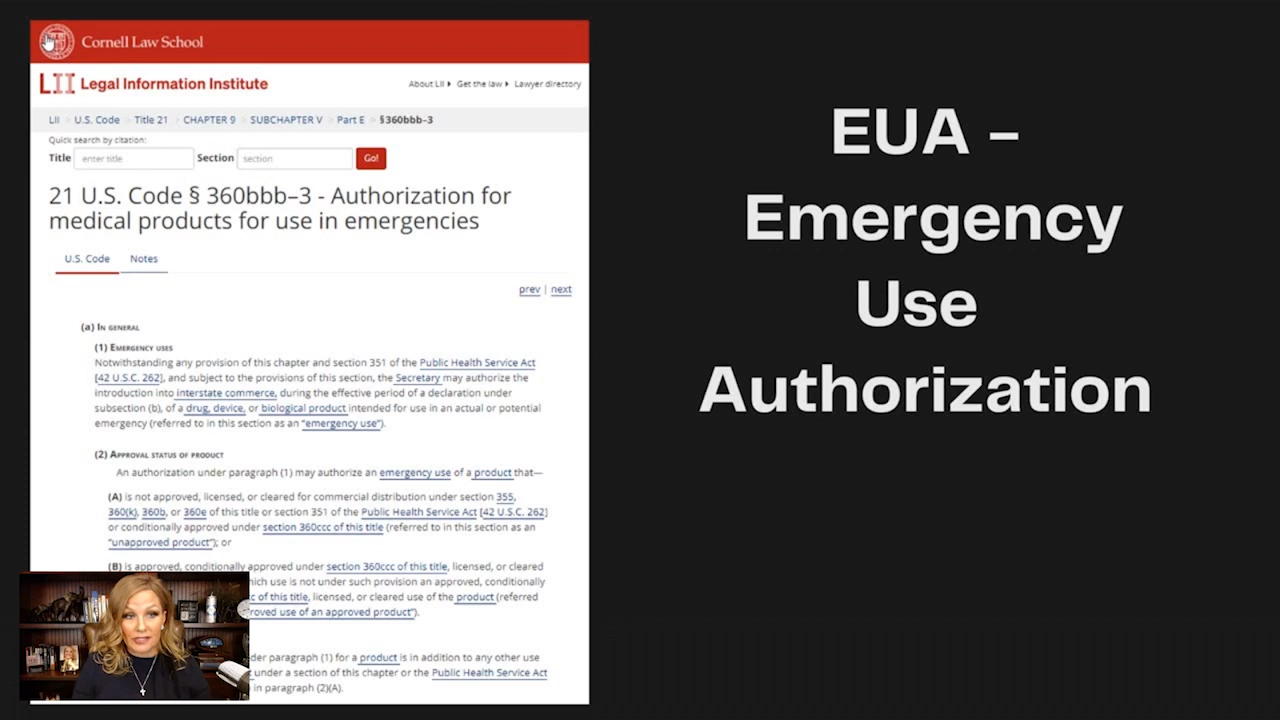 Cornell Law School
LII Legal Information Institute
About LII Get the law Lawyer directory
LII U.S. Code Title 21 CHAPTER 9 SUBCHAPTER V Part E §360bbb–3
Quick search by citation:
Title enter title Section section Go!
21 U.S. Code § 360bbb–3 - Authorization for
medical products for use in emergencies
U.S. Code Notes
prev | next
(a) IN GENERAL
(1) EMERGENCY USES
Notwithstanding any provision of this chapter and section 351 of the Public Health Service Act
[42 U.S.C. 262], and subject to the provisions of this section, the Secretary may authorize the
introduction into interstate commerce, during the effective period of a declaration under
subsection (b), of a drug, device, or biological product intended for use in an actual or potential
emergency (referred to in this section as an “emergency use”).
(2) APPROVAL STATUS OF PRODUCT
An authorization under paragraph (1) may authorize an emergency use of a product that—
(A) is not approved, licensed, or cleared for commercial distribution under section 355,
360(k), 360b, or 360e of this title or section 351 of the Public Health Service Act [42 U.S.C. 262]
or conditionally approved under section 360ccc of this title (referred to in this section as an
“unapproved product”); or
(B) is approved, conditionally approved under section 360ccc of this title, licensed, or cleared
use is not under such provision an approved, conditionally
of this title, licensed, or cleared use of the product (referred
use of an approved product”).
under paragraph (1) for a product is in addition to any other use
under a section of this chapter or the Public Health Service Act
in paragraph (2)(A).
EUA –
Emergency
Use
Authorization